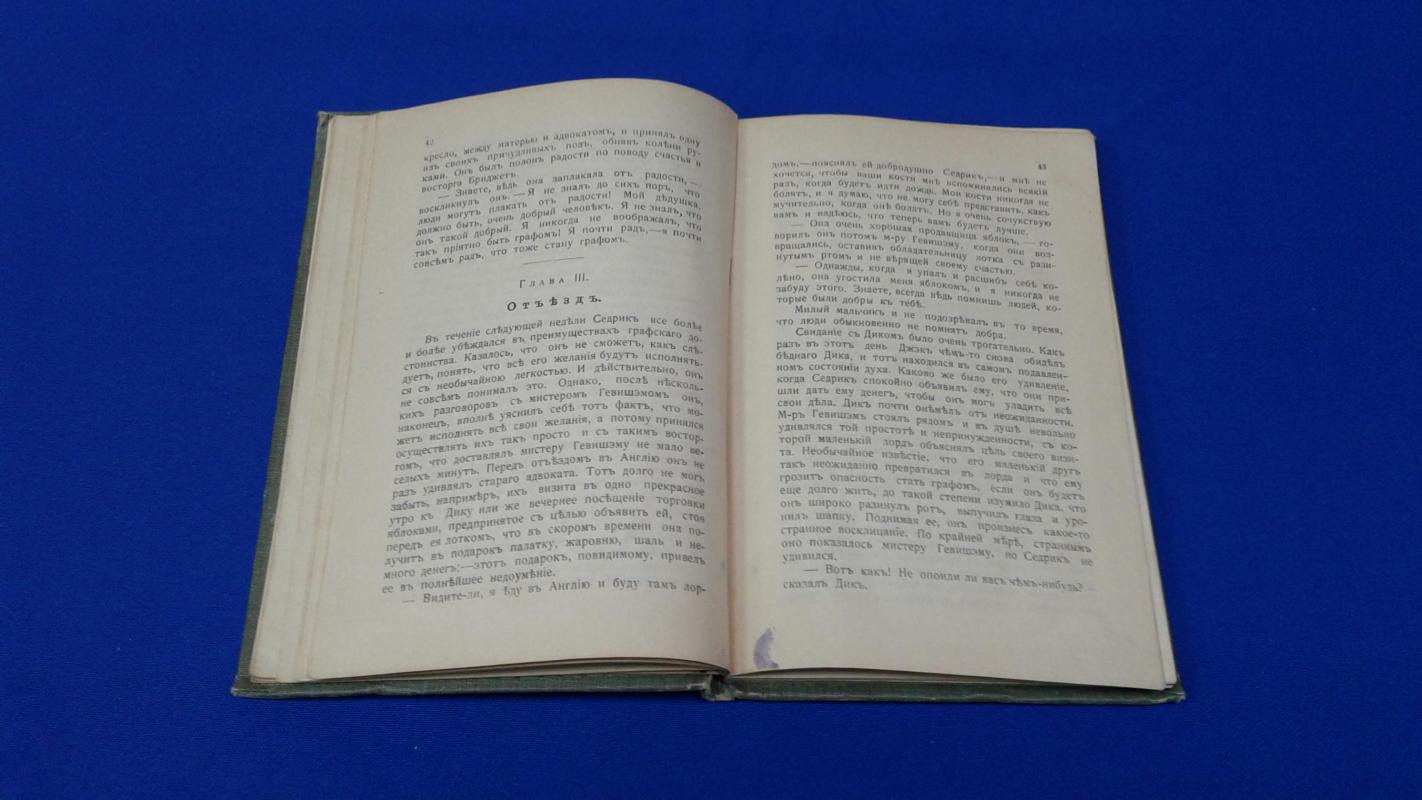 42
кресло, между матерью и адвокатомъ, и принялъ одну
изъ своихъ причудливыхъ позъ, обнявъ колѣни ру-
ками. Онъ былъ полонъ радости по поводу счастья и
восторга Бриджетъ.
— Знаете, вѣдь она заплакала отъ радости,—
воскликнулъ онъ.—Я не зналъ до сихъ поръ, что
люди могутъ плакать отъ радости! Мой дѣдушка,
должно быть, очень добрый человѣкъ. Я не зналъ, что
онъ такой добрый. Я никогда не воображалъ, что
такъ пріятно быть графомъ! Я почти радъ,—я почти
совсѣмъ радъ, что тоже стану графомъ.
Глава III.
Отъѣздъ.
Въ теченіе слѣдующей недѣли Седрикъ все болѣе
и болѣе убѣждался въ преимуществахъ графскаго до-
стоинства. Казалось, что онъ не сможетъ, какъ слѣ-
дуетъ, понять, что всѣ его желанія будутъ исполнять-
ся съ необычайною легкостью. И дѣйствительно, онъ
не совсѣмъ понималъ это. Однако, послѣ нѣсколь-
кихъ разговоровъ съ мистеромъ Гевишэмомъ онъ,
наконецъ, вполнѣ уяснилъ себѣ тотъ фактъ, что мо-
жетъ исполнять всѣ свои желанія, а потому принялся
осуществлять ихъ такъ просто и съ такимъ востор-
гомъ, что доставлялъ мистеру Гевишэму не мало ве-
селыхъ минутъ. Передъ отъѣздомъ въ Англію онъ не
разъ удивлялъ стараго адвоката. Тотъ долго не могъ
забыть, напримѣръ, ихъ визита въ одно прекрасное
утро къ Дику или же вечернее посѣщеніе торговки
яблоками, предпринятое съ цѣлью объявить ей, стоя
передъ ея лоткомъ, что въ скоромъ времени она по-
лучитъ въ подарокъ палатку, жаровню, шаль и не-
много денегъ;—этотъ подарокъ, повидимому, привелъ
ее въ полнѣйшее недоумѣніе.
— Видите-ли, я ѣду въ Англію и буду тамъ лор-
43
домъ,—пояснялъ ей добродушно Седрикъ,—и мнѣ не
хочется, чтобы ваши кости мнѣ вспоминались всякій
разъ, когда будетъ идти дождь. Мои кости никогда не
болятъ, и я думаю, что не могу себѣ представить, какъ
мучительно, когда онѣ болятъ. Но я очень сочувствую
вамъ и надѣюсь, что теперь вамъ будетъ лучше.
— Она очень хорошая продавщица яблокъ, — го-
ворилъ онъ потомъ м-ру Гевишэму, когда они воз-
вращались, оставивъ обладательницу лотка съ рази-
нутымъ ртомъ и не вѣрящей своему счастью.
— Однажды, когда я упалъ и расшибъ себѣ ко-
лѣно, она угостила меня яблокомъ, и я никогда не
забуду этого. Знаете, всегда вѣдь помнишь людей, ко-
торые были добры къ тебѣ.
Милый мальчикъ и не подозрѣвалъ въ то время,
что люди обыкновенно не помнятъ добра.
Свиданіе съ Дикомъ было очень трогательно. Какъ
разъ въ этотъ день Джэкъ чѣмъ-то снова обидѣлъ
бѣднаго Дика, и тотъ находился въ самомъ подавлен-
номъ состояніи духа. Каково же было его удивленіе,
когда Седрикъ спокойно объявилъ ему, что они при-
шли дать ему денегъ, чтобы онъ могъ уладить всѣ
свои дѣла. Дикъ почти онѣмѣлъ отъ неожиданности.
М-ръ Гевишэмъ стоялъ рядомъ и въ душѣ невольно
удивлялся той простотѣ и непринужденности, съ ко-
торой маленькій лордъ объяснялъ цѣль своего визи-
та. Необычайное извѣстіе, что его маленькій другъ
такъ неожиданно превратился въ лорда и что ему
грозитъ опасность стать графомъ, если онъ будетъ
еще долго жить, до такой степени изумило Дика, что
онъ широко разинулъ ротъ, выпучилъ глаза и уро-
нилъ шапку. Поднимая ее, онъ произнесъ какое-то
странное восклицаніе. По крайней мѣрѣ, страннымъ
оно показалось мистеру Гевишэму, но Седрикъ не
удивился.
— Вотъ какъ! Не опоили ли васъ чѣмъ-нибудь?—
сказалъ Дикъ.